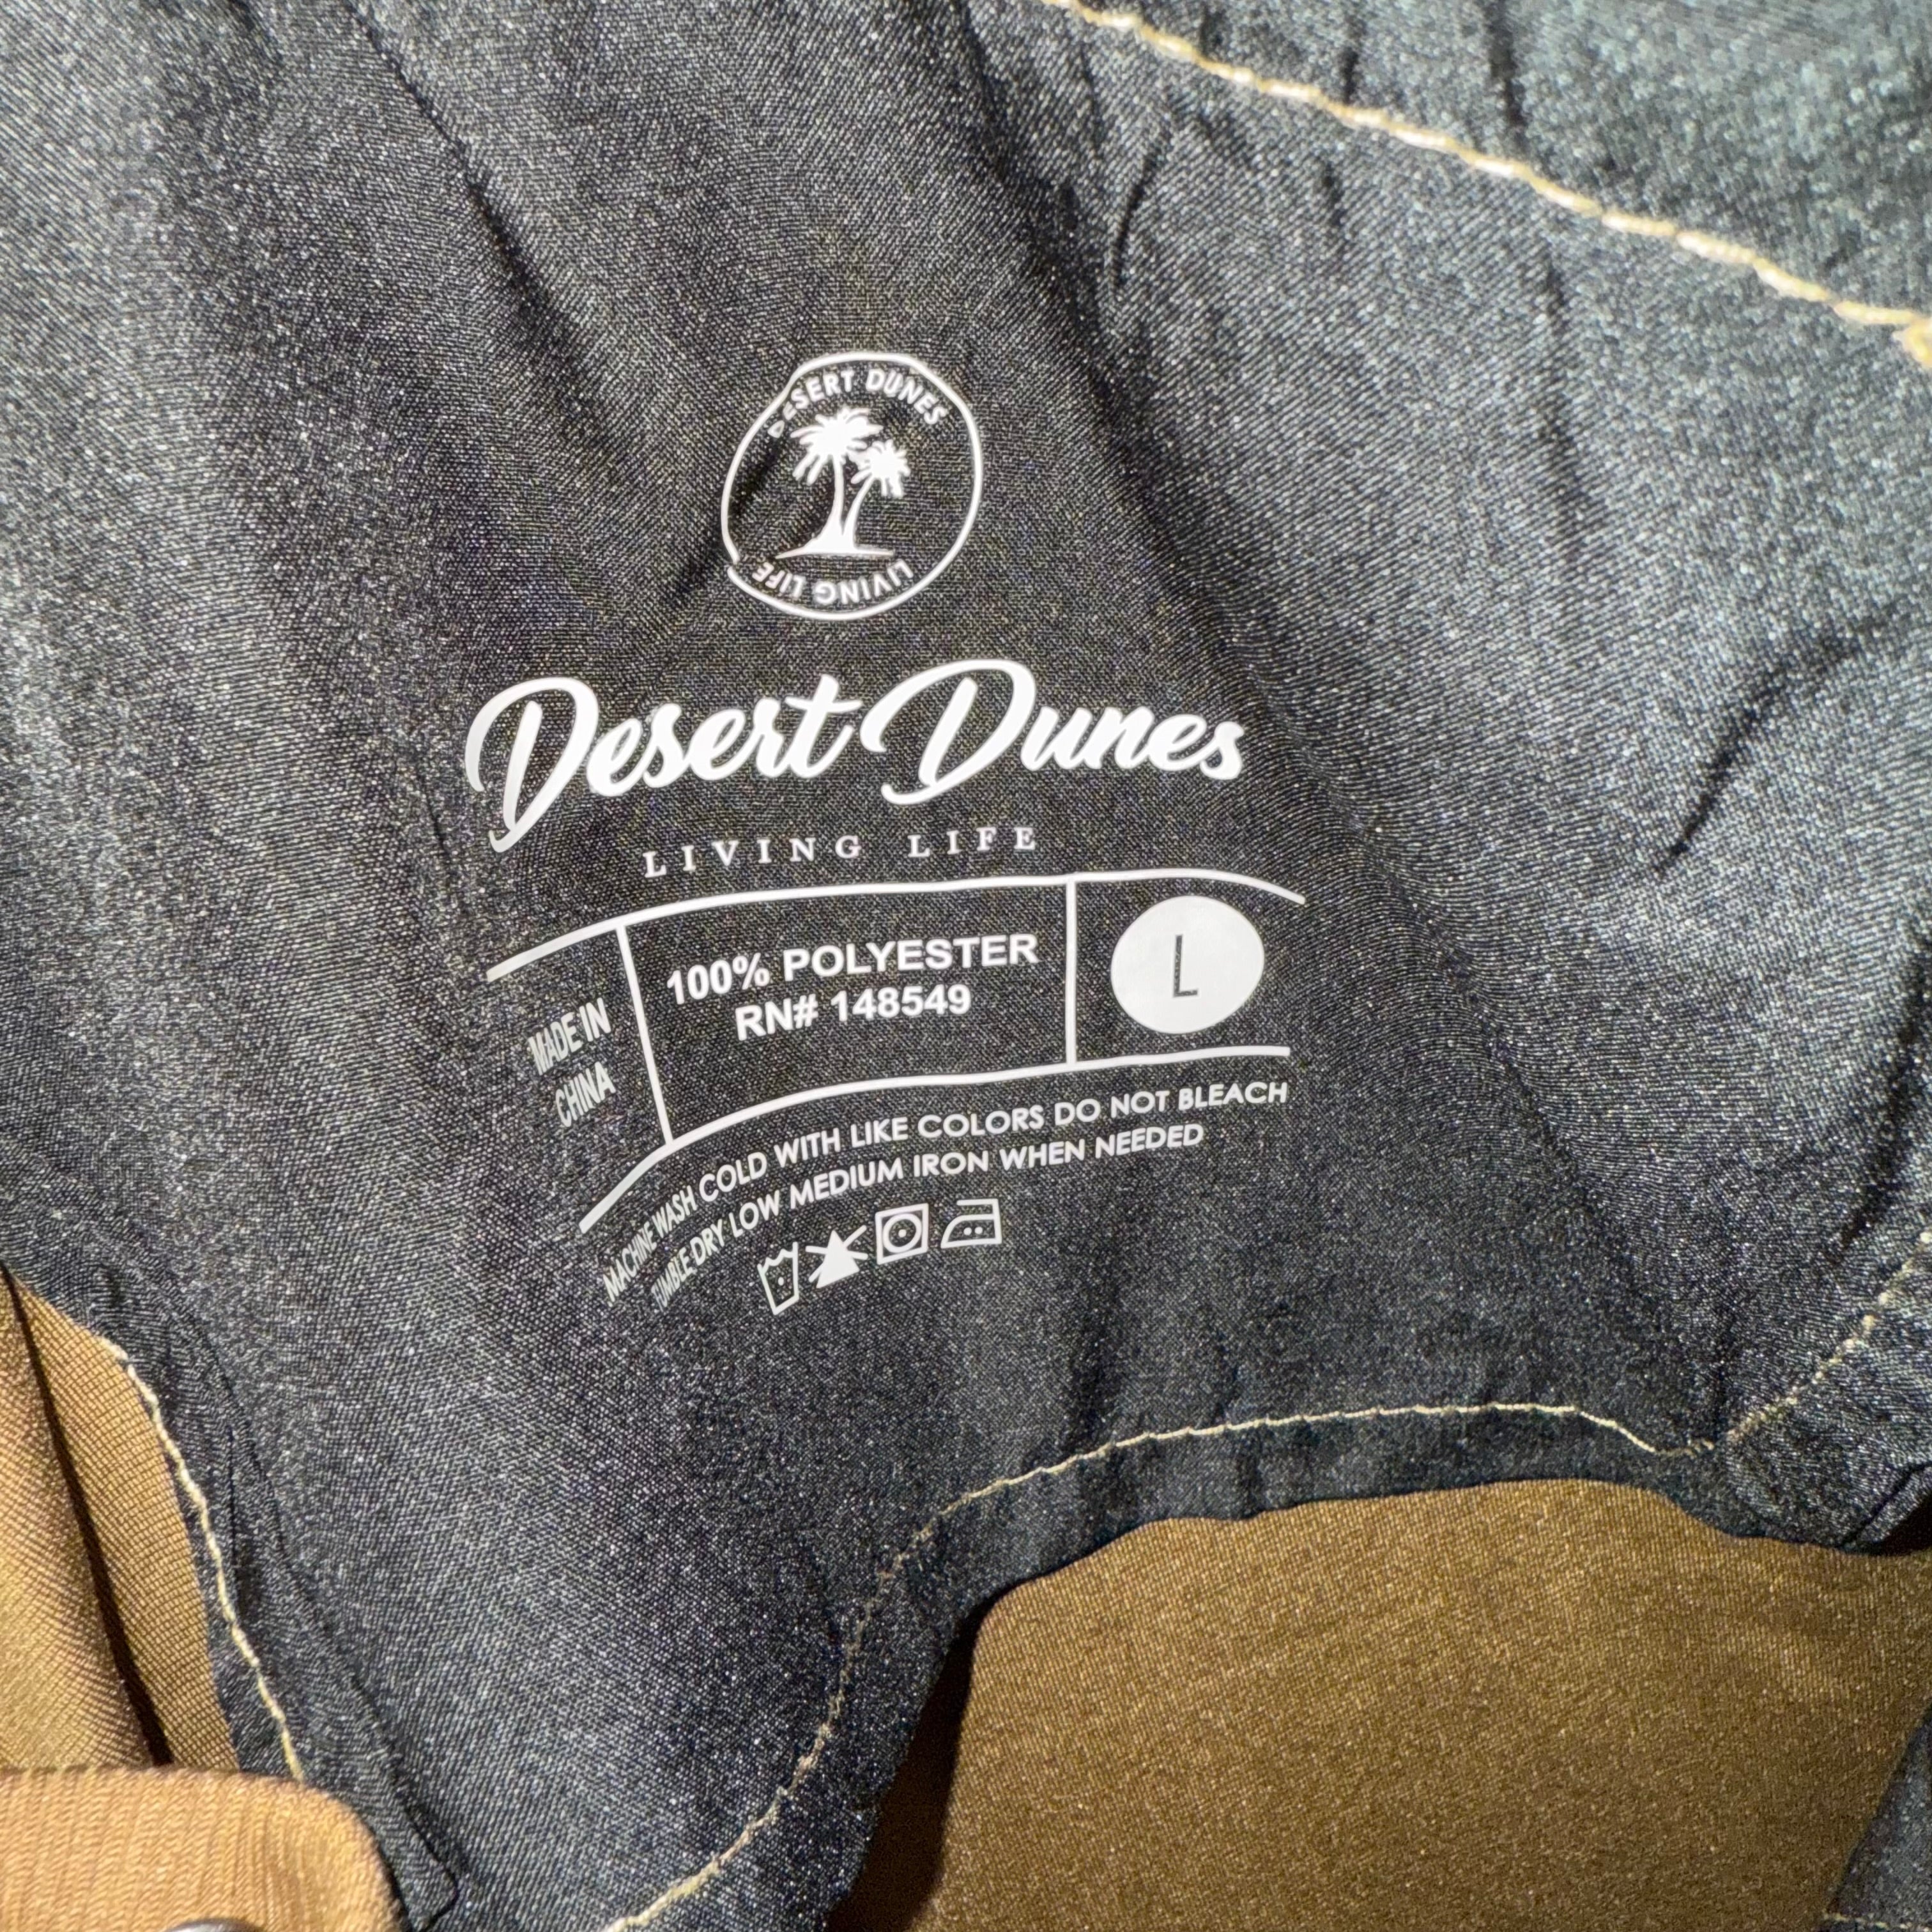 DESERT DUNES
LIVING LIFE
Desert Dunes
LIVING LIFE
MADE IN
CHINA
100% POLYESTER
RN# 148549
L
MACHINE WASH COLD WITH LIKE COLORS DO NOT BLEACH
TUMBLE DRY LOW MEDIUM IRON WHEN NEEDED